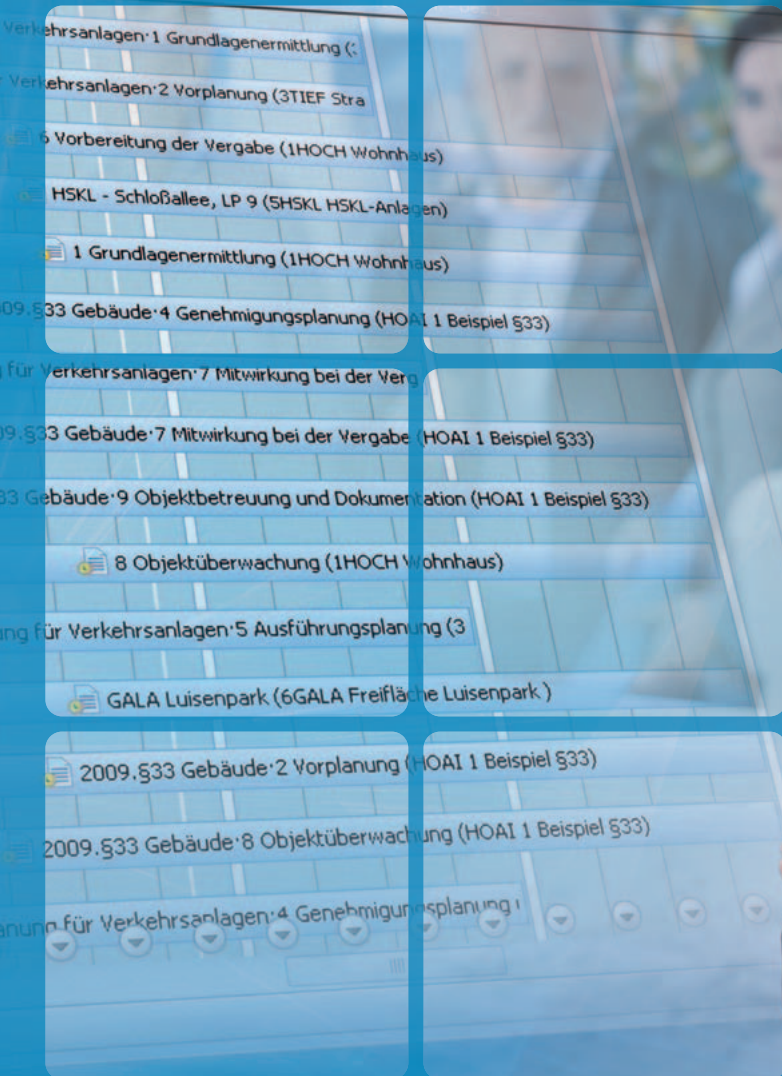 Verkehrsanlagen·1 Grundlagenermittlung (3
Verkehrsanlagen·2 Vorplanung (3TIEF Stra
6 Vorbereitung der Vergabe (1HOCH Wohnhaus)
HSKL - Schloßallee, LP 9 (5HSKL HSKL-Anlagen)
1 Grundlagenermittlung (1HOCH Wohnhaus)
09.§33 Gebäude·4 Genehmigungsplanung (HOAI 1 Beispiel §33)
für Verkehrsanlagen·7 Mitwirkung bei der Verg
09.§33 Gebäude·7 Mitwirkung bei der Vergabe (HOAI 1 Beispiel §33)
33 Gebäude·9 Objektbetreuung und Dokumentation (HOAI 1 Beispiel §33)
8 Objektüberwachung (1HOCH Wohnhaus)
ung für Verkehrsanlagen·5 Ausführungsplanung (3
GALA Luisenpark (6GALA Freifläche Luisenpark)
2009.§33 Gebäude·2 Vorplanung (HOAI 1 Beispiel §33)
2009.§33 Gebäude·8 Objektüberwachung (HOAI 1 Beispiel §33)
anung für Verkehrsanlagen·4 Genehmigungsplanung (